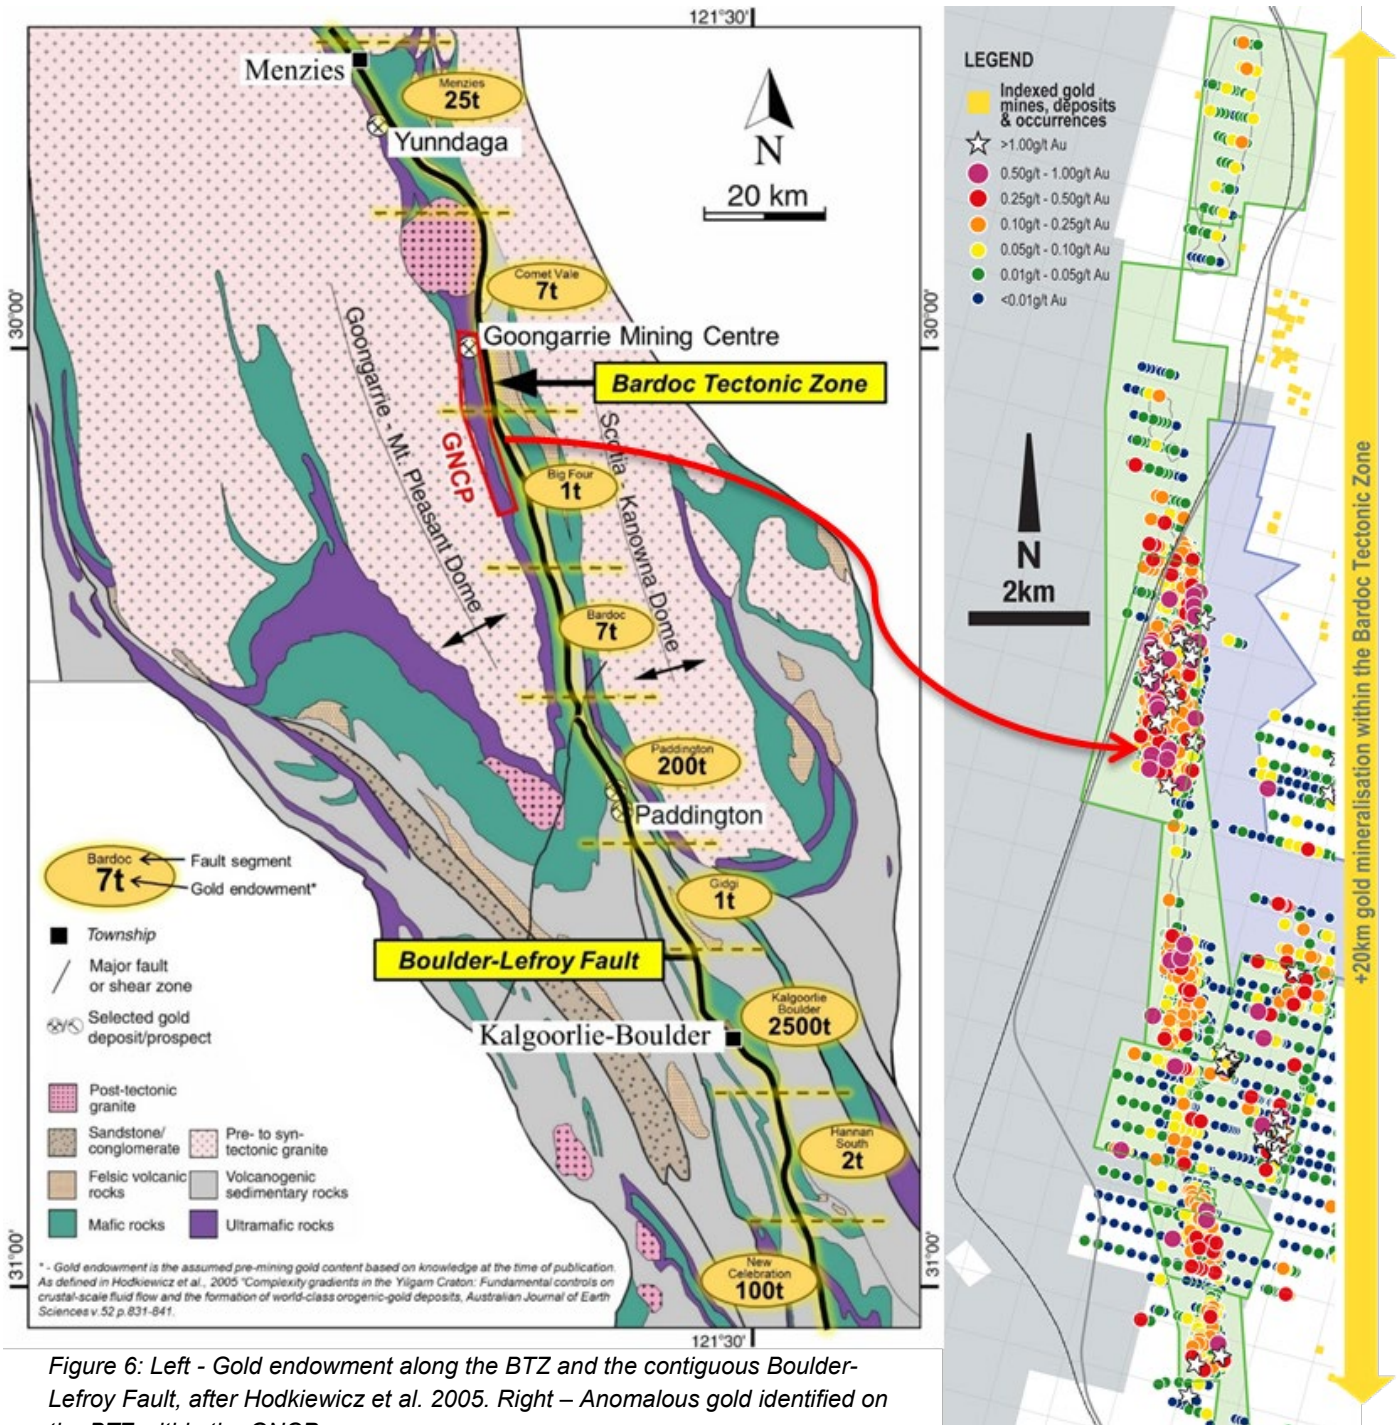 121°30'
Menzies
Menzies
25t
Yunndaga
N
20 km
Comet Vale
7t
30°00'
30°00'
Goongarrie Mining Centre
Bardoc Tectonic Zone
Goongarrie - Mt. Pleasant Dome
GNCP
Scotia - Kanowna Dome
Big Four
1t
Bardoc
7t
Paddington
200t
Paddington
Gidgi
1t
Boulder-Lefroy Fault
Kalgoorlie
Boulder
2500t
Kalgoorlie-Boulder
Hannan
South
2t
New
Celebration
100t
31°00'
31°00'
121°30'
Bardoc
7t
Fault segment
Gold endowment*
Township
Major fault
or shear zone
Selected gold
deposit/prospect
Post-tectonic
granite
Sandstone/
conglomerate
Pre- to syn-
tectonic granite
Felsic volcanic
rocks
Volcanogenic
sedimentary rocks
Mafic rocks
Ultramafic rocks
* - Gold endowment is the assumed pre-mining gold content based on knowledge at the time of publication.
As defined in Hodkiewicz et al., 2005 "Complexity gradients in the Yilgarn Craton: Fundamental controls on
crustal-scale fluid flow and the formation of world-class orogenic-gold deposits, Australian Journal of Earth
Sciences v.52 p.831-841.
LEGEND
Indexed gold
mines, deposits
& occurrences
>1.00g/t Au
0.50g/t - 1.00g/t Au
0.25g/t - 0.50g/t Au
0.10g/t - 0.25g/t Au
0.05g/t - 0.10g/t Au
0.01g/t - 0.05g/t Au
<0.01g/t Au
N
2km
+20km gold mineralisation within the Bardoc Tectonic Zone
Figure 6: Left - Gold endowment along the BTZ and the contiguous Boulder-
Lefroy Fault, after Hodkiewicz et al. 2005. Right – Anomalous gold identified on